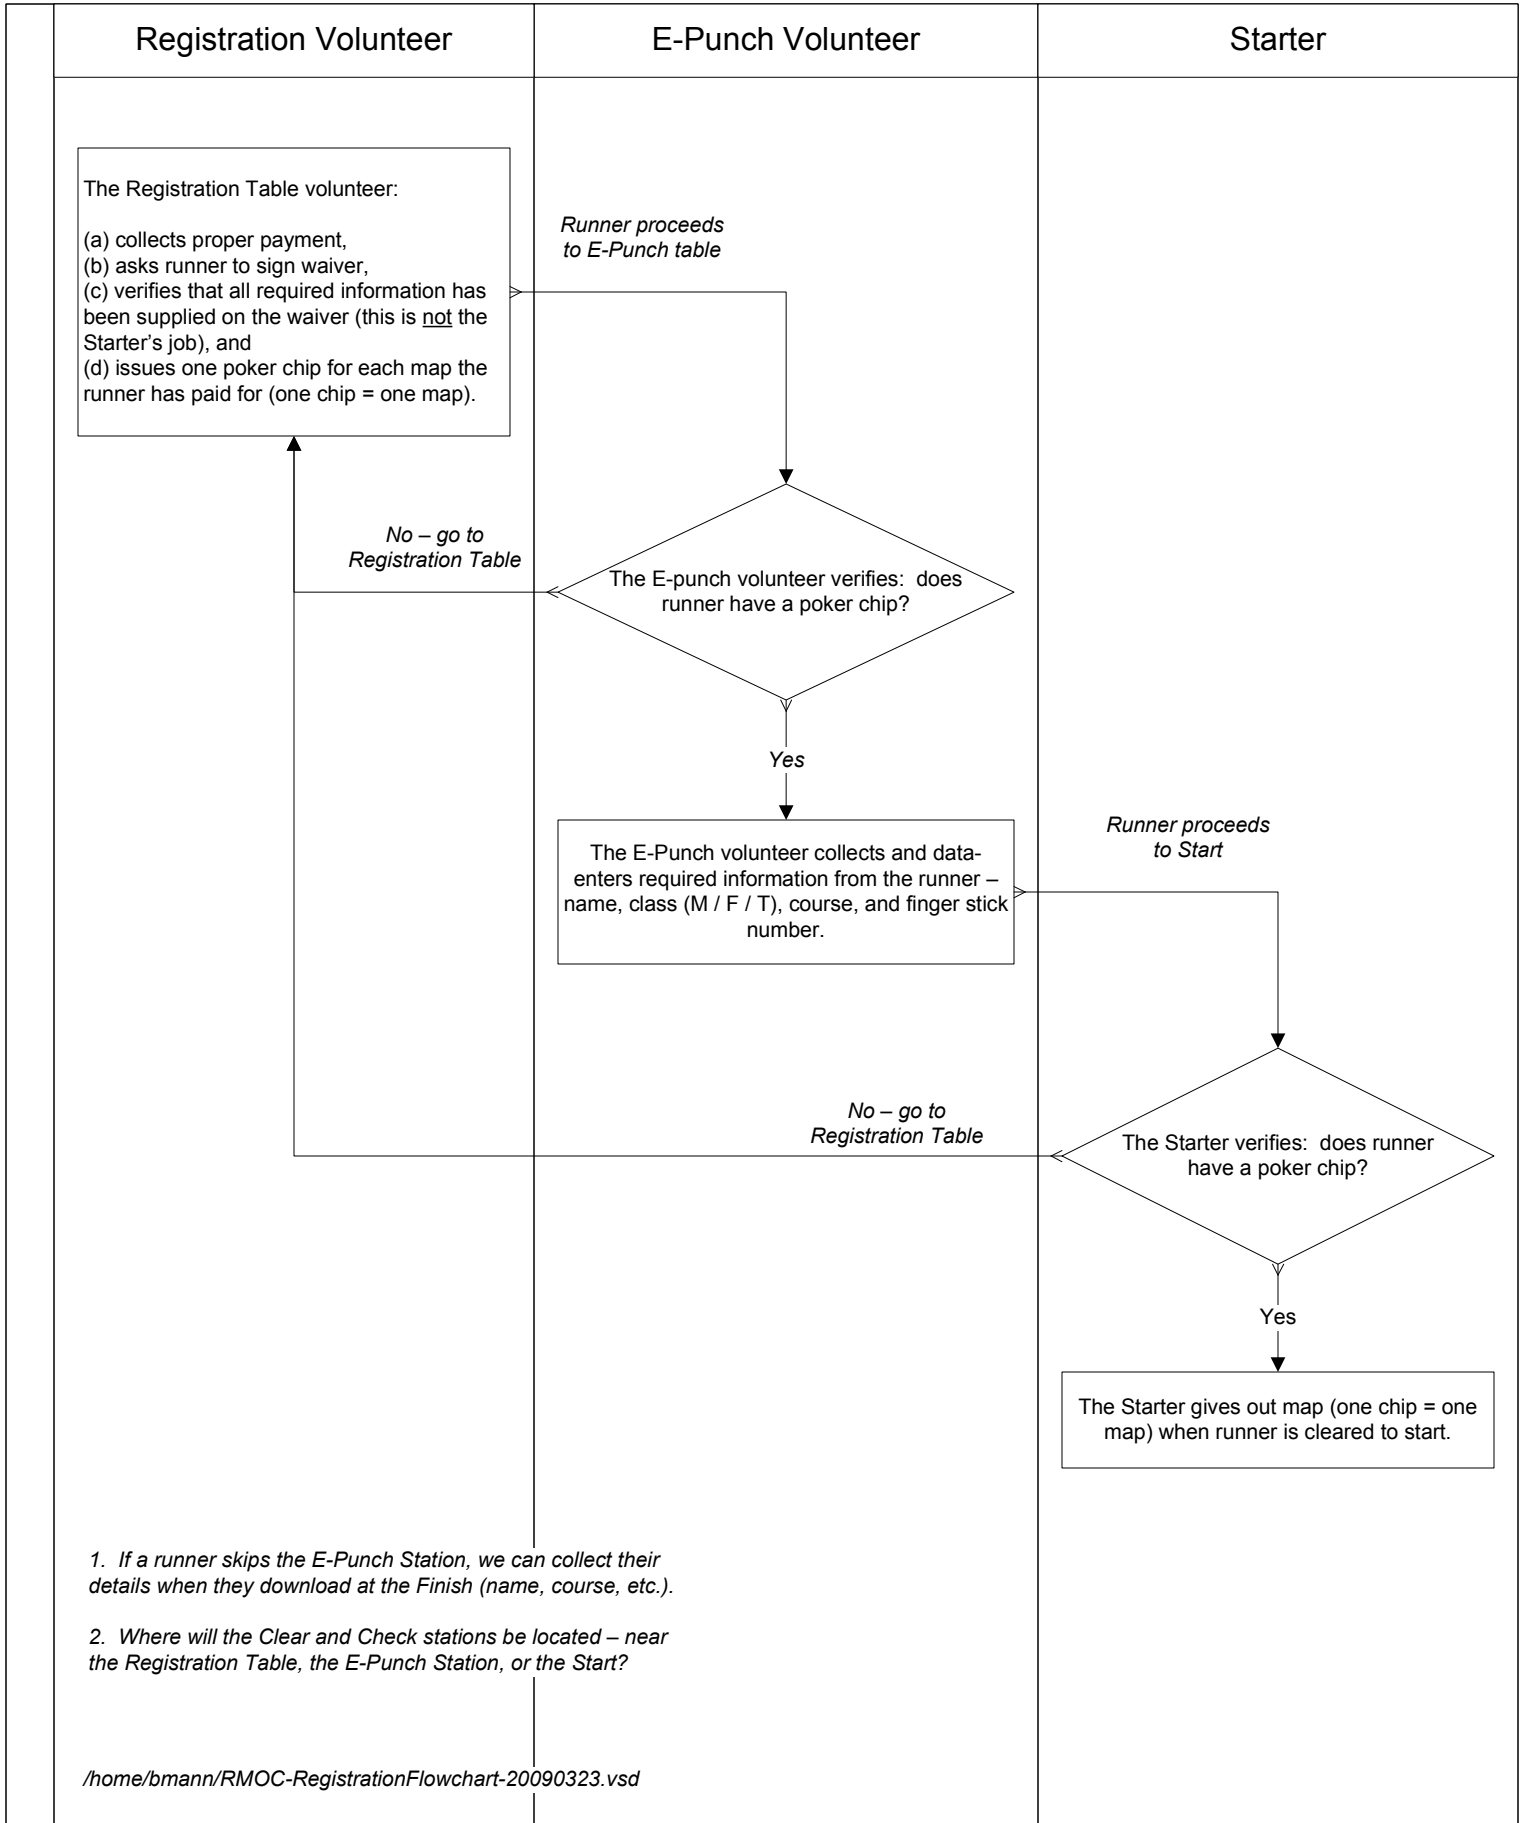 Registration Volunteer
E-Punch Volunteer
Starter
The Registration Table volunteer:
(a) collects proper payment,
(b) asks runner to sign waiver,
(c) verifies that all required information has
been supplied on the waiver (this is not the
Starter’s job), and
(d) issues one poker chip for each map the
runner has paid for (one chip = one map).
Runner proceeds
to E-Punch table
No – go to
Registration Table
The E-punch volunteer verifies:  does
runner have a poker chip?
Yes
The E-Punch volunteer collects and data-
enters required information from the runner –
name, class (M / F / T), course, and finger stick
number.
Runner proceeds
to Start
No – go to
Registration Table
The Starter verifies:  does runner
have a poker chip?
Yes
The Starter gives out map (one chip = one
map) when runner is cleared to start.
1.  If a runner skips the E-Punch Station, we can collect their
details when they download at the Finish (name, course, etc.).
2.  Where will the Clear and Check stations be located – near
the Registration Table, the E-Punch Station, or the Start?
/home/bmann/RMOC-RegistrationFlowchart-20090323.vsd